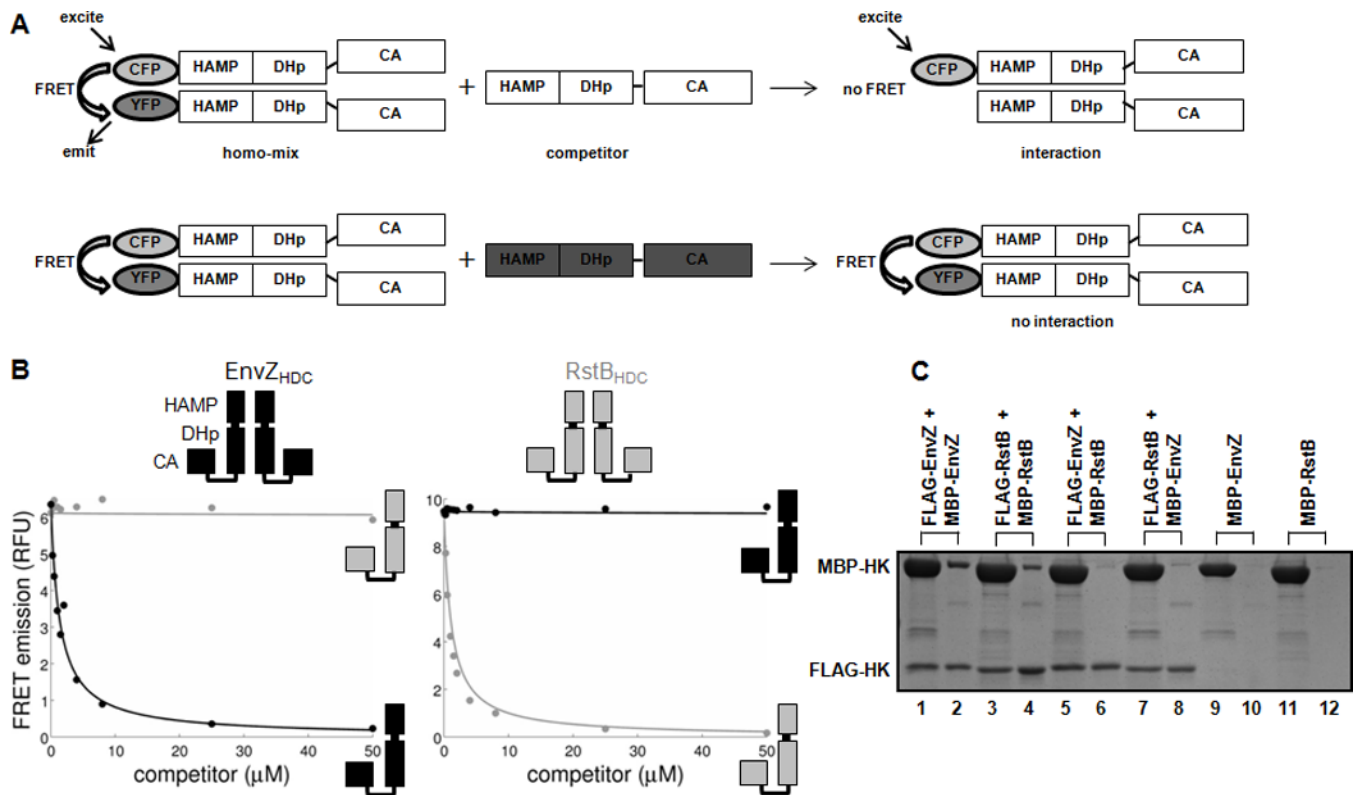 A
excite
CFP HAMP DHp CA
FRET
YFP HAMP DHp CA
emit
homo-mix
+
HAMP DHp CA
competitor
excite
CFP HAMP DHp CA
no FRET
HAMP DHp CA
interaction
CFP HAMP DHp CA
FRET
YFP HAMP DHp CA
+
HAMP DHp CA
CFP HAMP DHp CA
FRET
YFP HAMP DHp CA
no interaction
B
EnvZHDC
HAMP
DHp
CA
RstBHDC
FRET emission (RFU)
6
5
4
3
2
1
0
0 10 20 30 40 50
competitor (μM)
10
8
6
4
2
0
0 10 20 30 40 50
competitor (μM)
C
FLAG-EnvZ +
MBP-EnvZ
FLAG-RstB +
MBP-RstB
FLAG-EnvZ +
MBP-RstB
FLAG-RstB +
MBP-EnvZ
MBP-EnvZ
MBP-RstB
MBP-HK
FLAG-HK
1 2 3 4 5 6 7 8 9 10 11 12